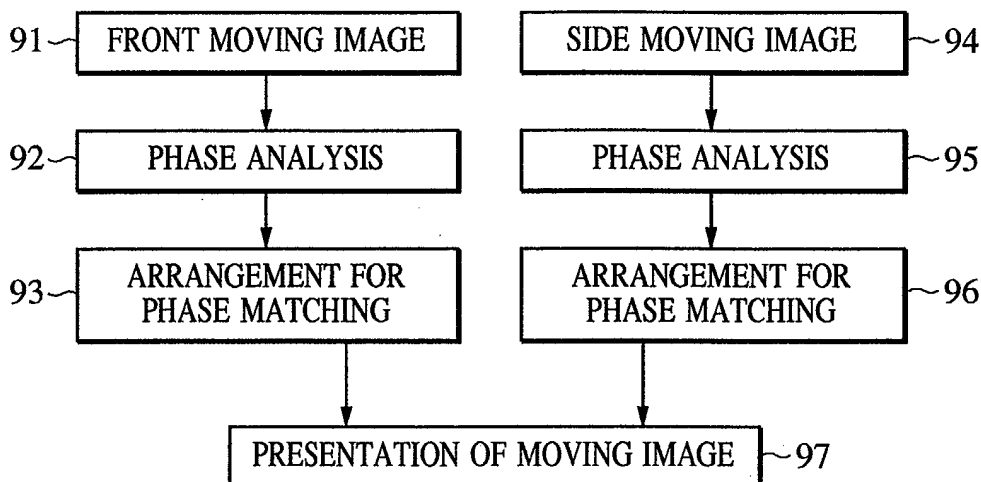 91 FRONT MOVING IMAGE
SIDE MOVING IMAGE 94
92 PHASE ANALYSIS
PHASE ANALYSIS 95
93 ARRANGEMENT FOR
PHASE MATCHING
ARRANGEMENT FOR
PHASE MATCHING 96
PRESENTATION OF MOVING IMAGE 97